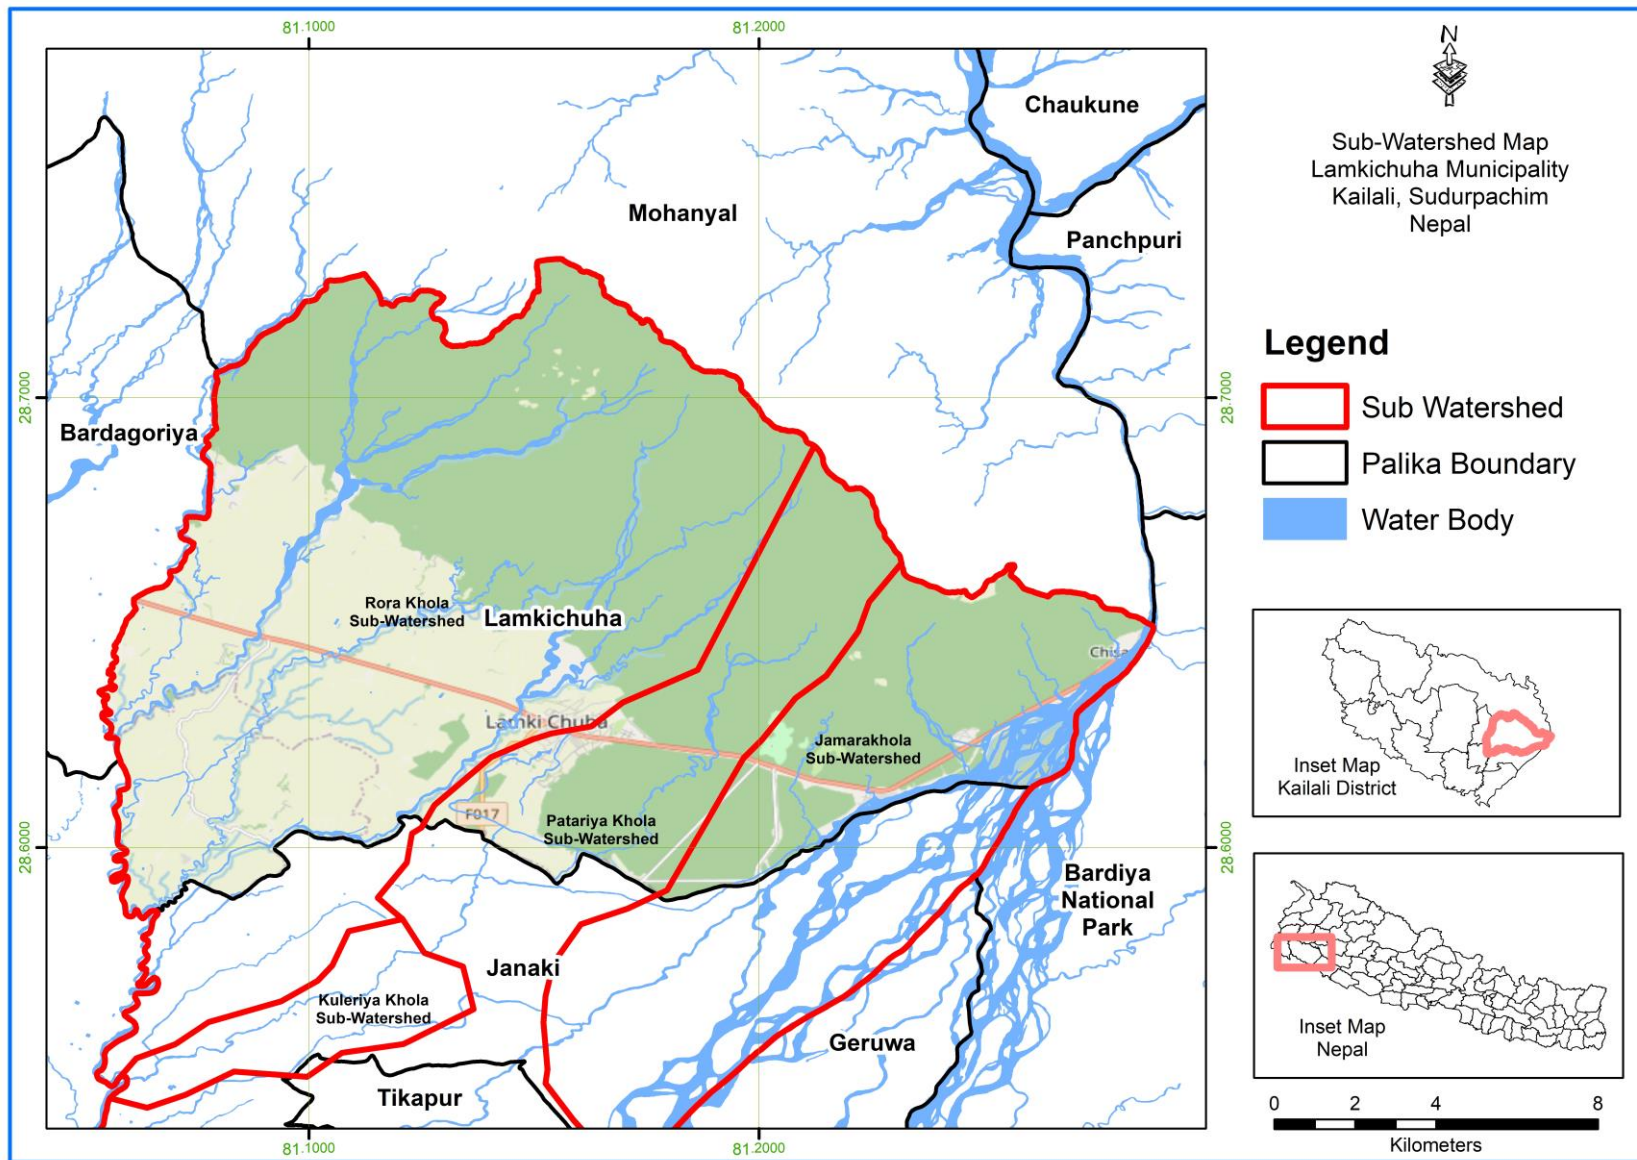 81.1000
81.2000
N
Sub-Watershed Map
Lamkichuha Municipality
Kailali, Sudurpachim
Nepal
Chaukune
Mohanyal
Panchpuri
Legend
Sub Watershed
Palika Boundary
Water Body
28.7000
28.7000
Bardagoriya
Rora Khola
Sub-Watershed
Lamkichuha
Chisa
Lamki Chuha
Jamarakhola
Sub-Watershed
F017
Patariya Khola
Sub-Watershed
28.6000
28.6000
Bardiya
National
Park
Janaki
Kuleriya Khola
Sub-Watershed
Geruwa
Tikapur
81.1000
81.2000
Inset Map
Kailali District
Inset Map
Nepal
0 2 4 8
Kilometers